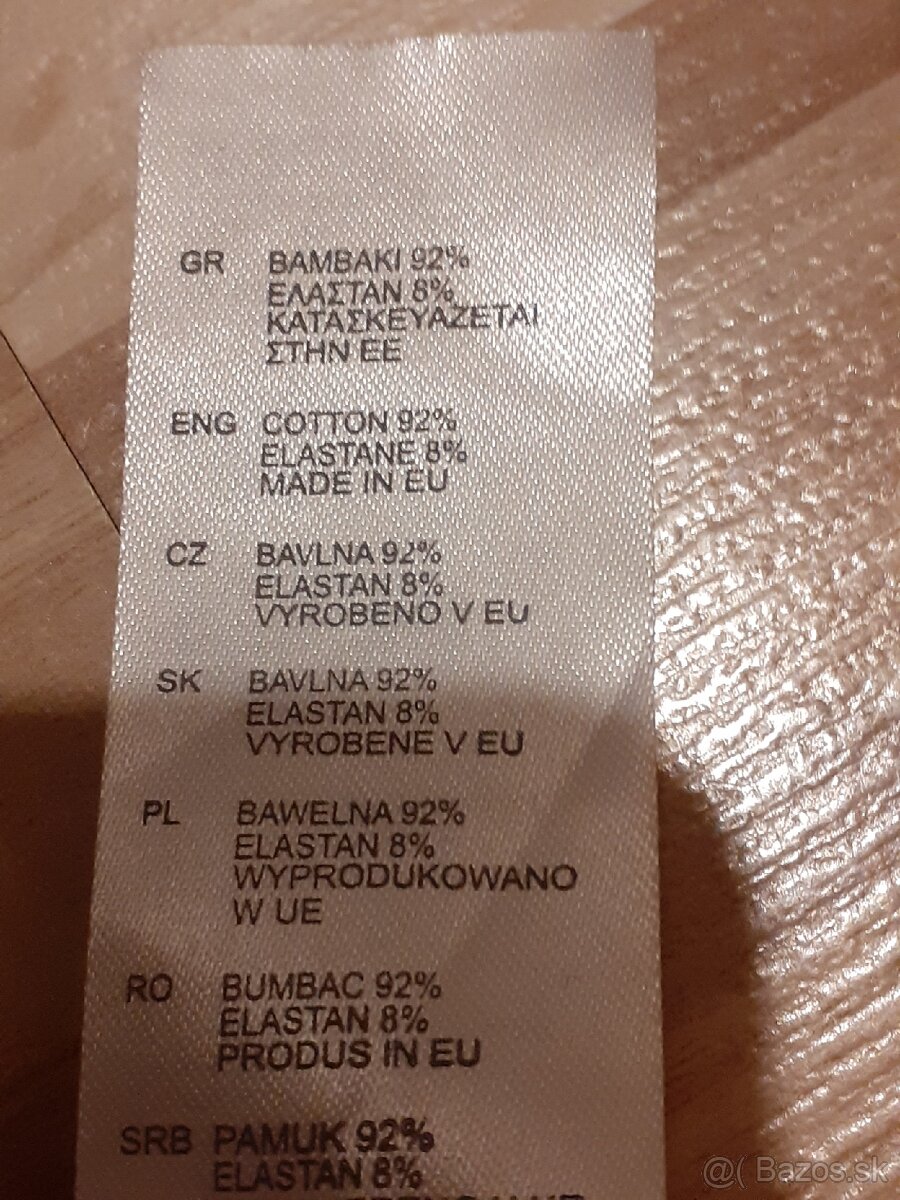 GR ΒΑΜΒΑΚΙ 92%
ΕΛΑΣΤΑΝ 8%
ΚΑΤΑΣΚΕΥΑΖΕΤΑΙ
ΣΤΗΝ ΕΕ
ENG COTTON 92%
ELASTANE 8%
MADE IN EU
CZ BAVLNA 92%
ELASTAN 8%
VYROBENO V EU
SK BAVLNA 92%
ELASTAN 8%
VYROBENE V EU
PL BAWELNA 92%
ELASTAN 8%
WYPRODUKOWANO
W UE
RO BUMBAC 92%
ELASTAN 8%
PRODUS IN EU
SRB PAMUK 92%
ELASTAN 8%
@( Bazos.sk